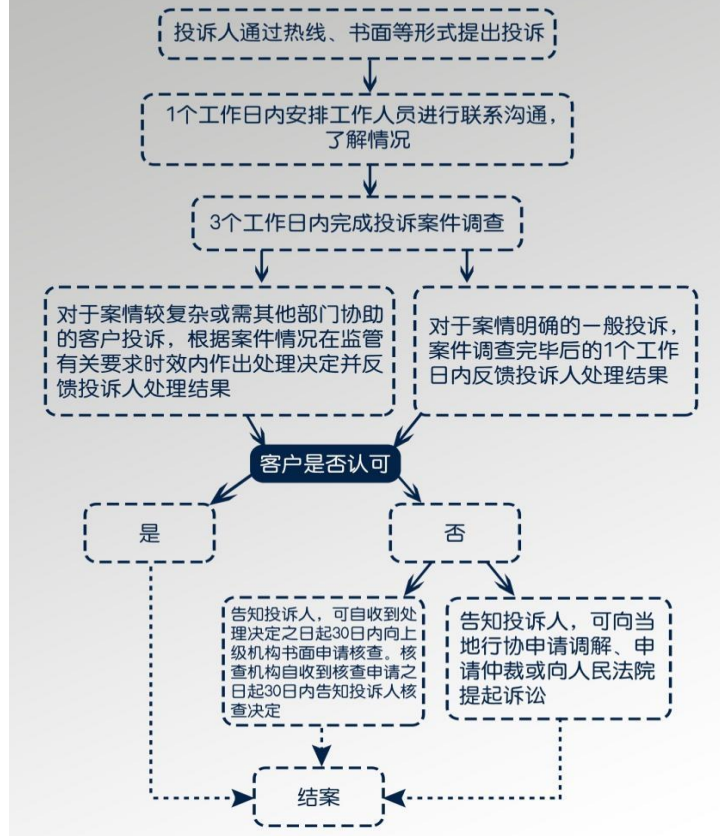 投诉人通过热线、书面等形式提出投诉
1个工作日内安排工作人员进行联系沟通，
了解情况
3个工作日内完成投诉案件调查
对于案情较复杂或需其他部门协助
的客户投诉，根据案件情况在监管
有关要求时效内作出处理决定并反
馈投诉人处理结果
对于案情明确的一般投诉，
案件调查完毕后的1个工作
日内反馈投诉人处理结果
客户是否认可
是
否
告知投诉人，可自收到处
理决定之日起30日内向上
级机构书面申请核查。核
查机构自收到核查申请之
日起30日内告知投诉人核
查决定
告知投诉人，可向当
地行协申请调解、申
请仲裁或向人民法院
提起诉讼
结案